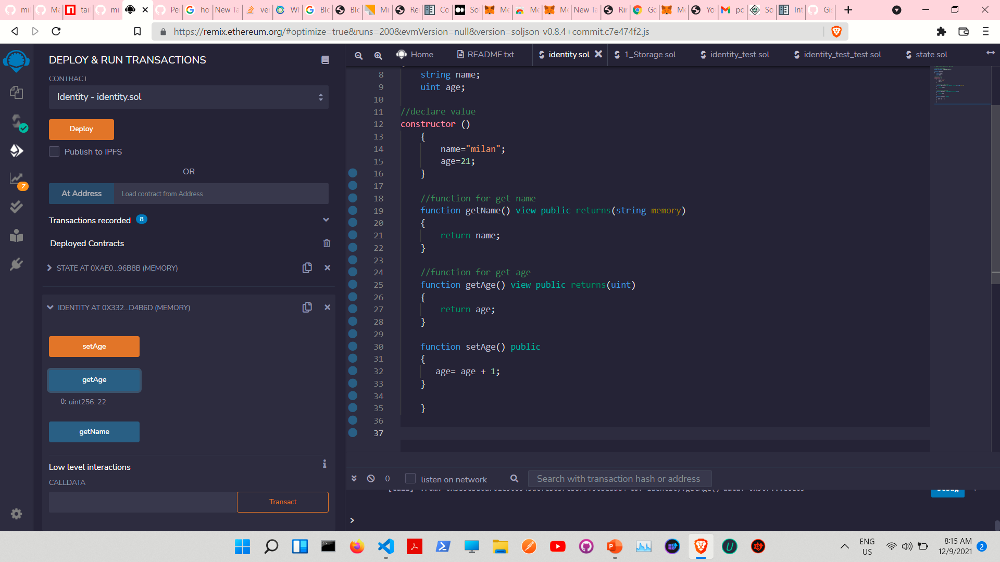 mi
Ma
tai
mi
Pe
ho
New Ta
ver
Wh
Blo
Blo
Mi
Re
Co
So
Me
Me
Me
New Ta
Rir
Go
Me
Yo
po
So
Int
Gis
https://remix.ethereum.org/#optimize=true&runs=200&evmVersion=null&version=soljson-v0.8.4+commit.c7e474f2.js
DEPLOY & RUN TRANSACTIONS
CONTRACT
Identity - identity.sol
Deploy
Publish to IPFS
OR
At Address
Load contract from Address
Transactions recorded 8
Deployed Contracts
STATE AT 0XAE0...96B8B (MEMORY)
IDENTITY AT 0X332...D4B6D (MEMORY)
setAge
getAge
0: uint256: 22
getName
Low level interactions
CALLDATA
Transact
7
Home
README.txt
identity.sol
1_Storage.sol
identity_test.sol
identity_test_test.sol
state.sol
8 string name;
9 uint age;
10
11 //declare value
12 constructor ()
13 {
14 name="milan";
15 age=21;
16 }
17
18 //function for get name
19 function getName() view public returns(string memory)
20 {
21 return name;
22 }
23
24 //function for get age
25 function getAge() view public returns(uint)
26 {
27 return age;
28 }
29
30 function setAge() public
31 {
32 age= age + 1;
33 }
34
35 }
36
37
0
listen on network
Search with transaction hash or address
>
ENG
US
8:15 AM
12/9/2021
2